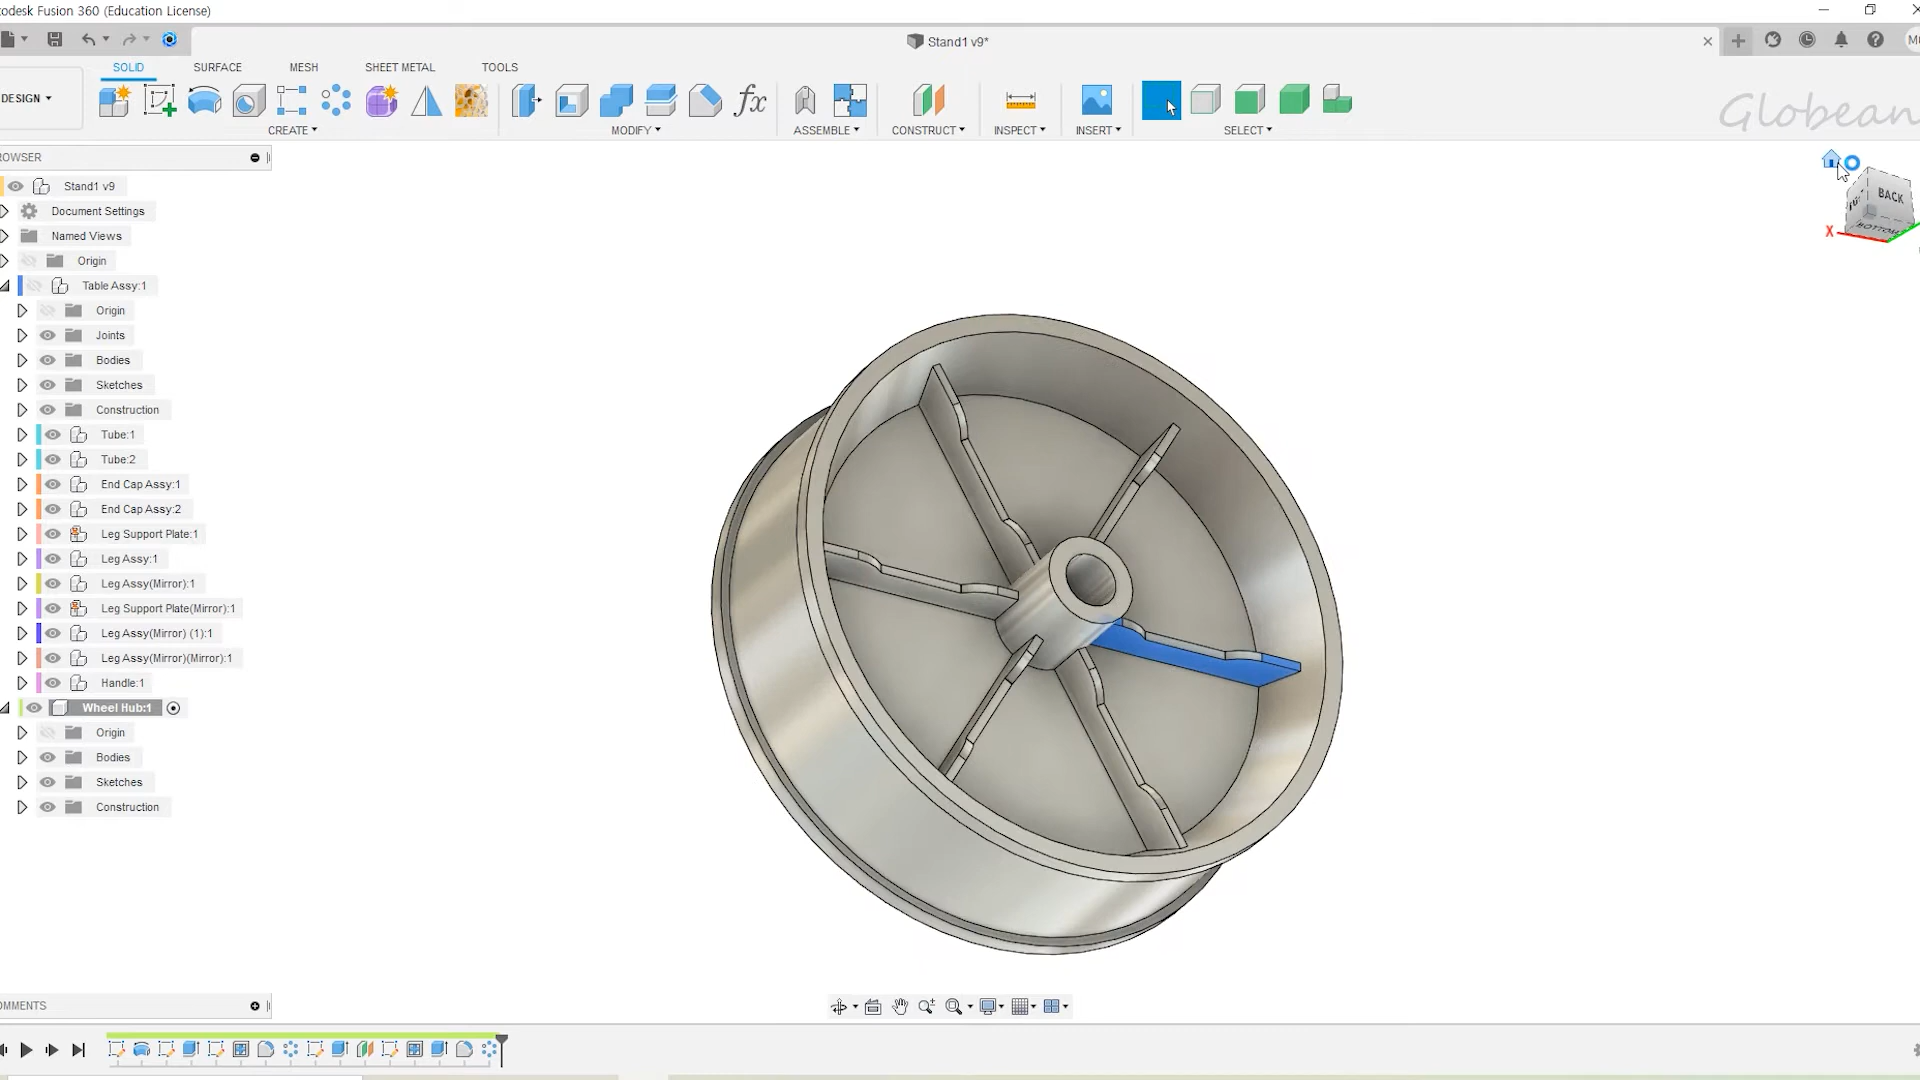 todesk Fusion 360 (Education License)
Stand1 v9*
SOLID SURFACE MESH SHEET METAL TOOLS
DESIGN
CREATE MODIFY ASSEMBLE CONSTRUCT INSPECT INSERT SELECT
fx
Globean
ROWSER
Stand1 v9
Document Settings
Named Views
Origin
Table Assy:1
Origin
Joints
Bodies
Sketches
Construction
Tube:1
Tube:2
End Cap Assy:1
End Cap Assy:2
Leg Support Plate:1
Leg Assy:1
Leg Assy(Mirror):1
Leg Support Plate(Mirror):1
Leg Assy(Mirror) (1):1
Leg Assy(Mirror)(Mirror):1
Handle:1
Wheel Hub:1
Origin
Bodies
Sketches
Construction
BACK
BOTTOM
X
OMMENTS